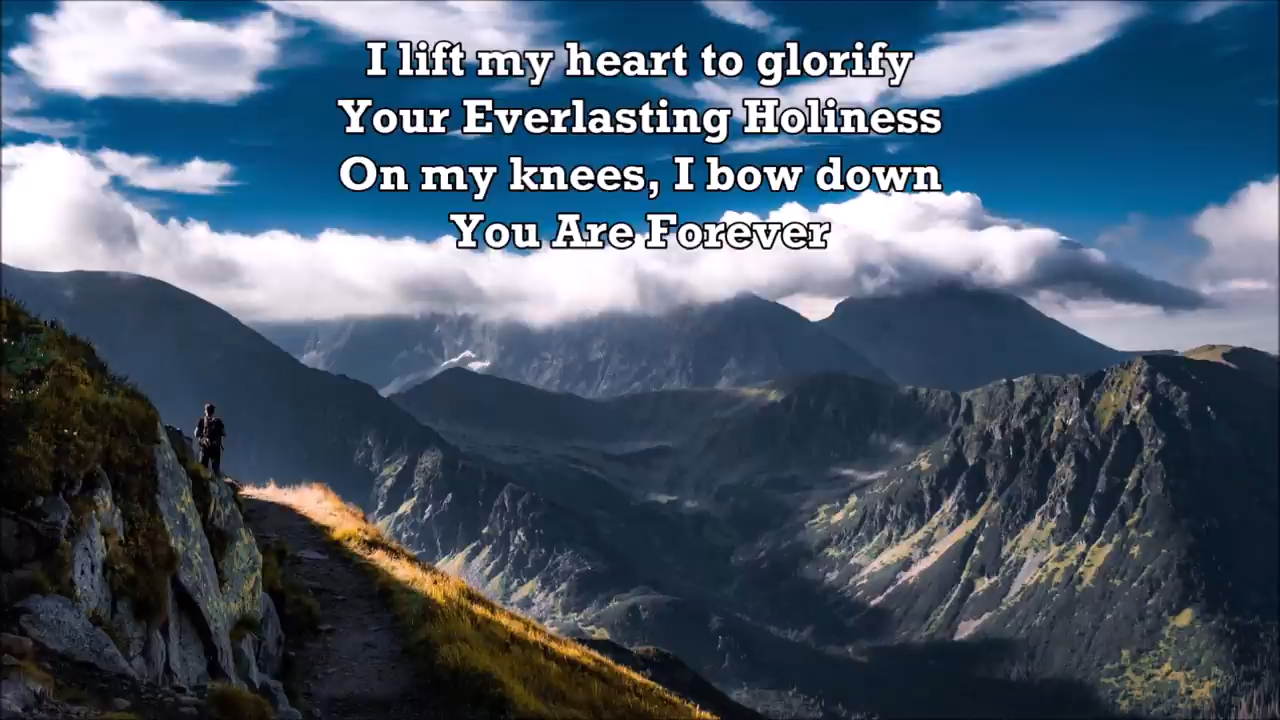 I lift my heart to glorify
Your Everlasting Holiness
On my knees, I bow down
You Are Forever